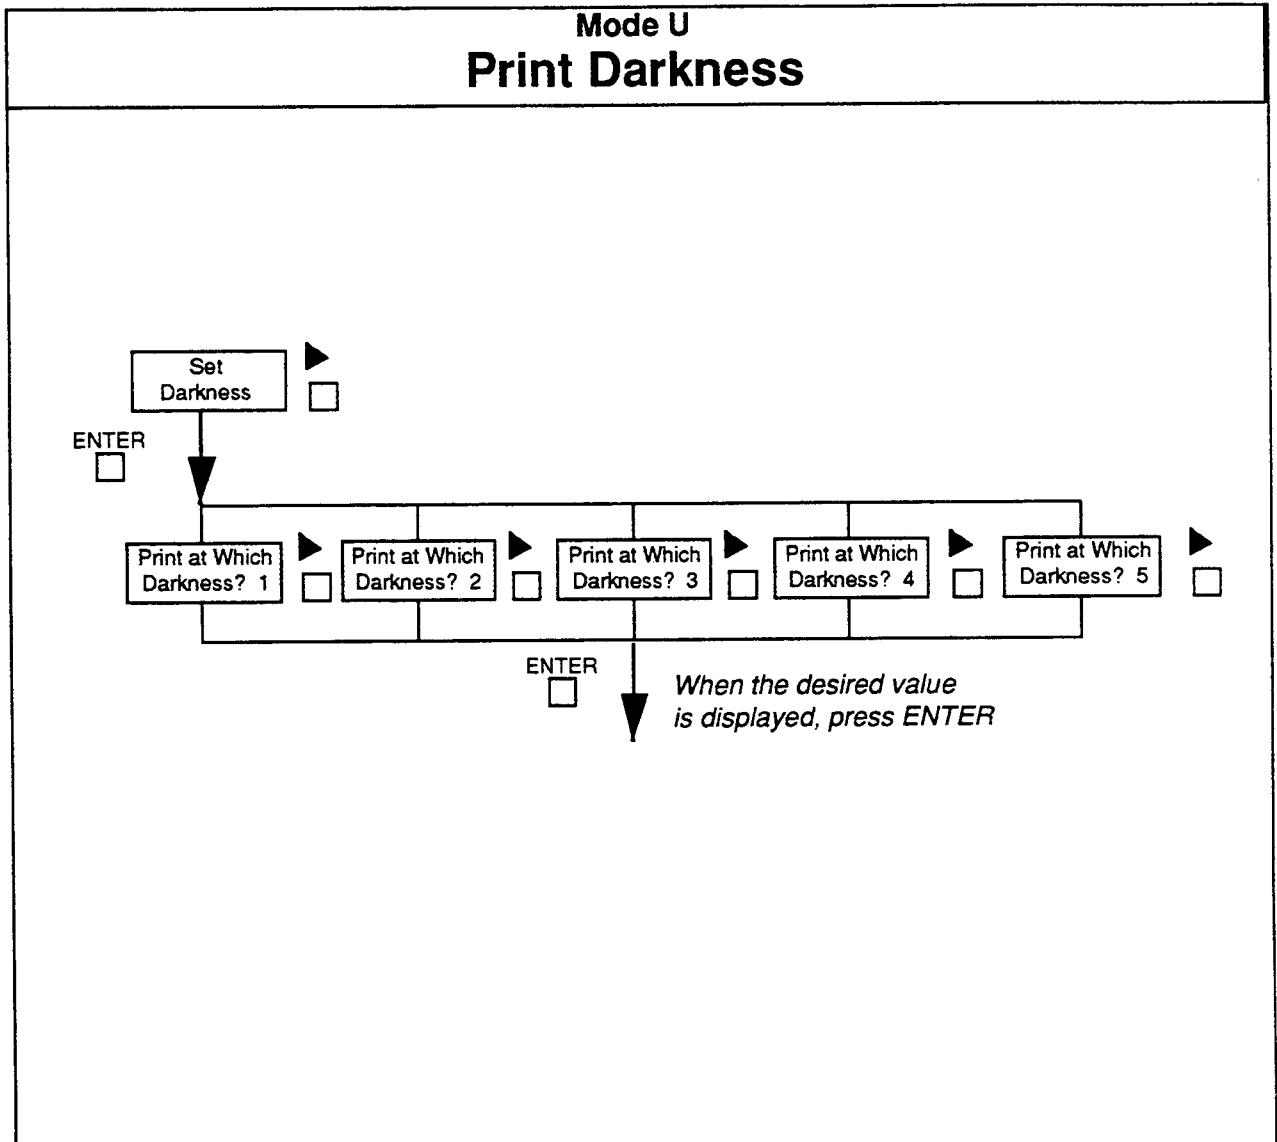 Mode U
Print Darkness
Set
Darkness
ENTER
Print at Which
Darkness? 1
Print at Which
Darkness? 2
Print at Which
Darkness? 3
Print at Which
Darkness? 4
Print at Which
Darkness? 5
ENTER
When the desired value
is displayed, press ENTER